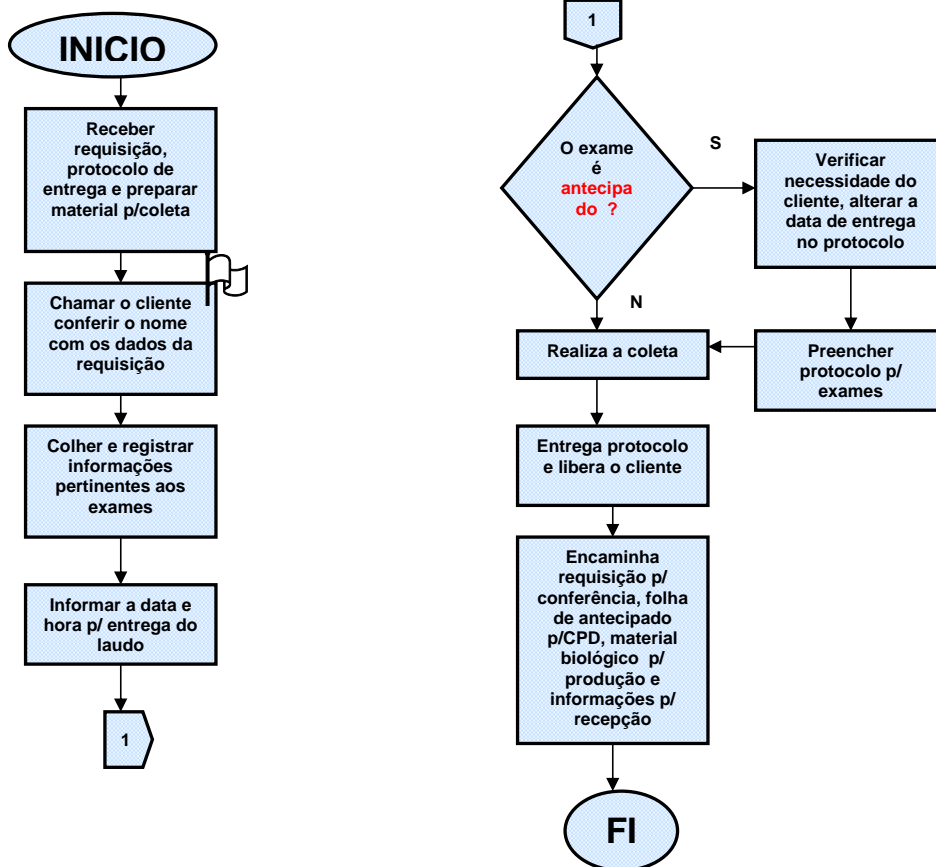 INICIO
Receber
requisição,
protocolo de
entrega e preparar
material p/coleta
Chamar o cliente
conferir o nome
com os dados da
requisição
Colher e registrar
informações
pertinentes aos
exames
Informar a data e
hora p/ entrega do
laudo
1
1
O exame
é
antecipa
do ?
S
Verificar
necessidade do
cliente, alterar a
data de entrega
no protocolo
N
Preencher
protocolo p/
exames
Realiza a coleta
Entrega protocolo
e libera o cliente
Encaminha
requisição p/
conferência, folha
de antecipado
p/CPD, material
biológico p/
produção e
informações p/
recepção
FI